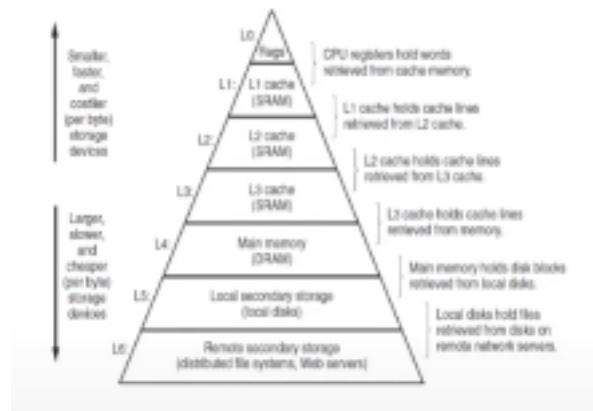 Smaller,
faster,
and
costlier
(per byte)
storage
devices
Larger,
slower,
and
cheaper
(per byte)
storage
devices
L0:
Regs
CPU registers hold words
retrieved from cache memory.
L1:
L1 cache
(SRAM)
L1 cache holds cache lines
retrieved from L2 cache.
L2:
L2 cache
(SRAM)
L2 cache holds cache lines
retrieved from L3 cache.
L3:
L3 cache
(SRAM)
L3 cache holds cache lines
retrieved from memory.
L4:
Main memory
(DRAM)
Main memory holds disk blocks
retrieved from local disks.
L5:
Local secondary storage
(local disks)
Local disks hold files
retrieved from disks on
remote network servers.
L6:
Remote secondary storage
(distributed file systems, Web servers)